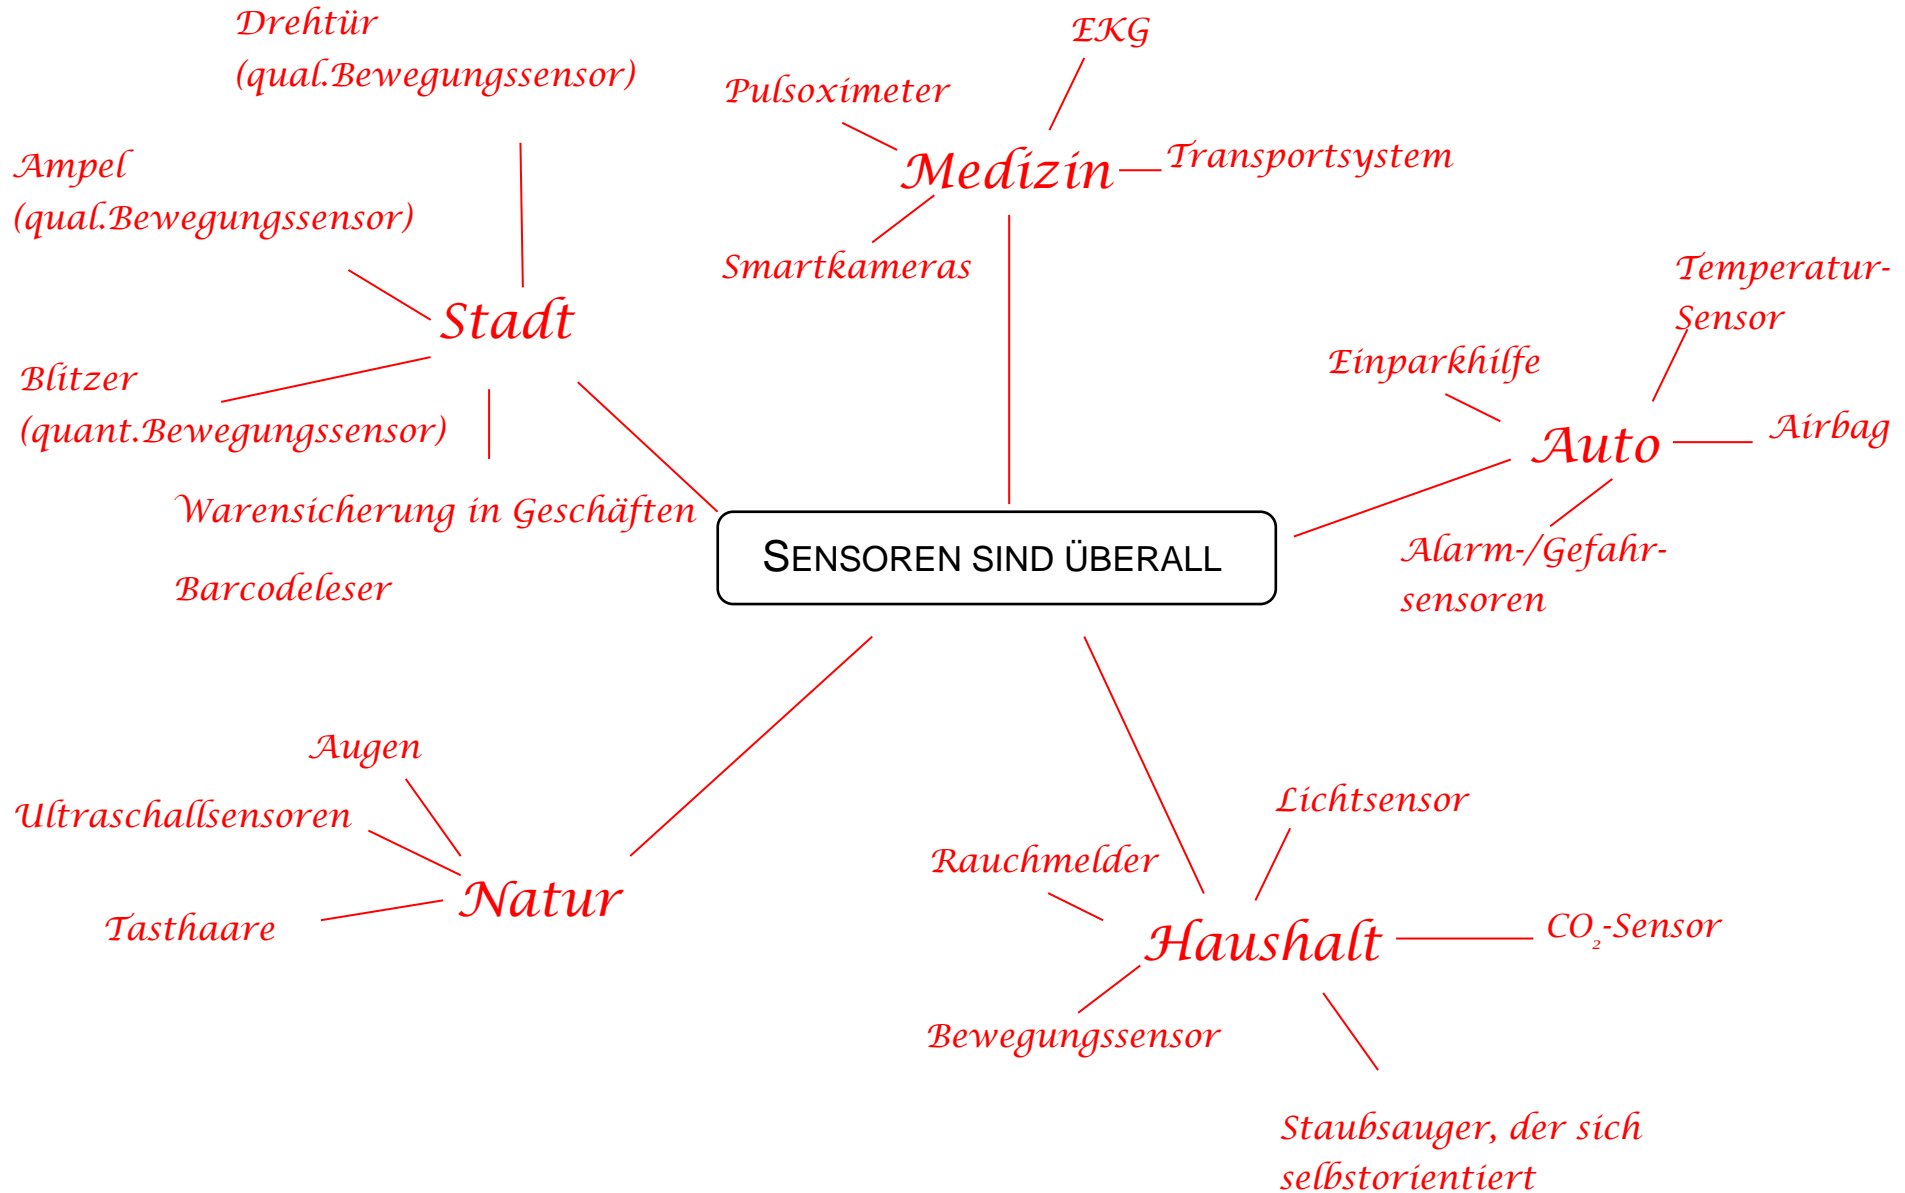 Drehtür
(qual.Bewegungssensor)
Ampel
(qual.Bewegungssensor)
Stadt
Blitzer
(quant.Bewegungssensor)
Warensicherung in Geschäften
Barcodeleser
EKG
Pulsoximeter
Medizin
Transportsystem
Smartkameras
Temperatur-
Sensor
Einparkhilfe
Auto
Airbag
Alarm-/Gefahr-
sensoren
SENSOREN SIND ÜBERALL
Augen
Ultraschallsensoren
Natur
Tasthaare
Lichtsensor
Rauchmelder
Haushalt
CO₂-Sensor
Bewegungssensor
Staubsauger, der sich
selbstorientiert